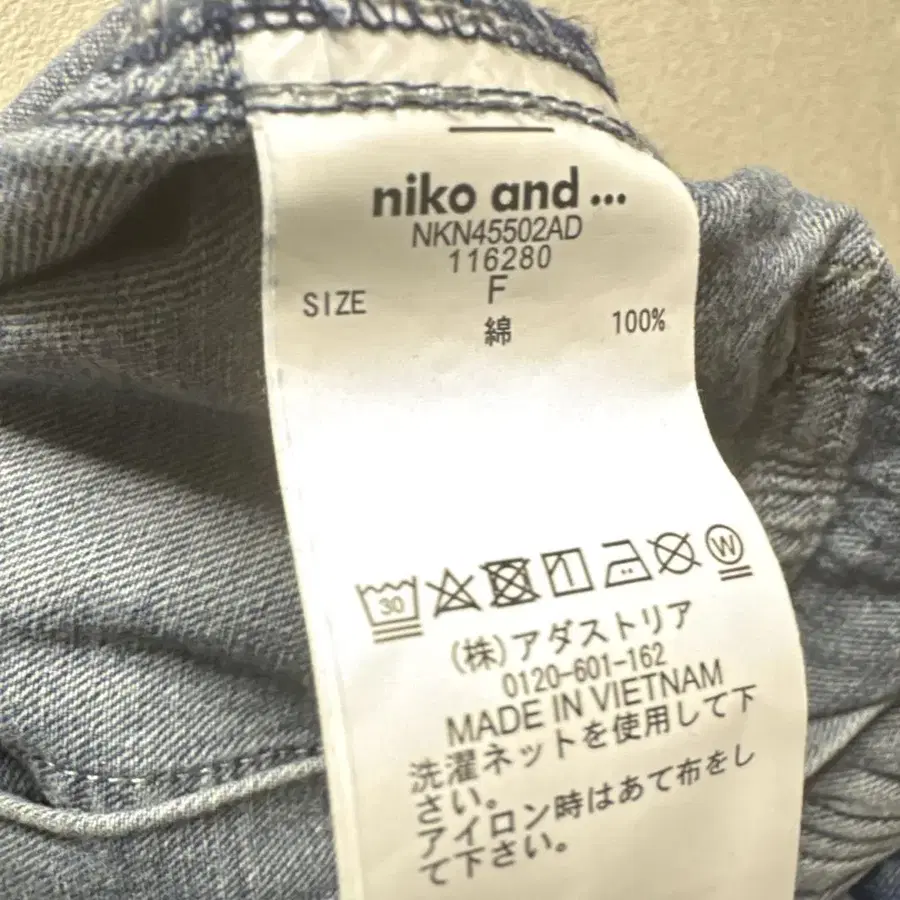 niko and ...
NKN45502AD
116280
SIZE F
綿 100%
30 W
(株)アダストリア
0120-601-162
MADE IN VIETNAM
洗濯ネットを使用して下
さい。
アイロン時はあて布をし
て下さい。